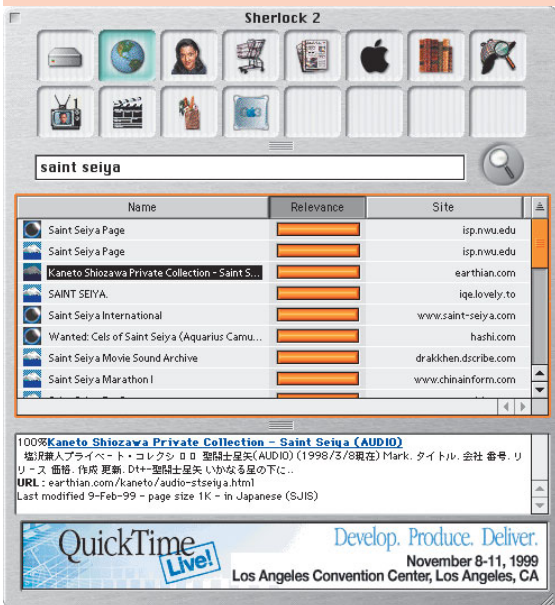 Sherlock 2
saint seiya
Name Relevance Site
Saint Seiya Page isp.nwu.edu
Saint Seiya Page isp.nwu.edu
Kaneto Shiozawa Private Collection - Saint S... earthian.com
SAINT SEIYA. iqe.lovely.to
Saint Seiya International www.saint-seiya.com
Wanted: Cels of Saint Seiya (Aquarius Camu... hashi.com
Saint Seiya Movie Sound Archive drakkhen.dscribe.com
Saint Seiya Marathon I www.chinainform.com
100%Kaneto Shiozawa Private Collection - Saint Seiya (AUDIO)
塩沢兼人プライベート・コレクシ ロロ 聖闘士星矢(AUDIO) (1998/3/8現在) Mark. タイトル. 会社 番号. リ
リース 価格. 作成 更新. Dt+-聖闘士星矢 いかなる星の下に..
URL : earthian.com/kaneto/audio-stseiya.html
Last modified 9-Feb-99 - page size 1K - in Japanese (SJIS)
QuickTime Live!
Develop. Produce. Deliver.
November 8-11, 1999
Los Angeles Convention Center, Los Angeles, CA